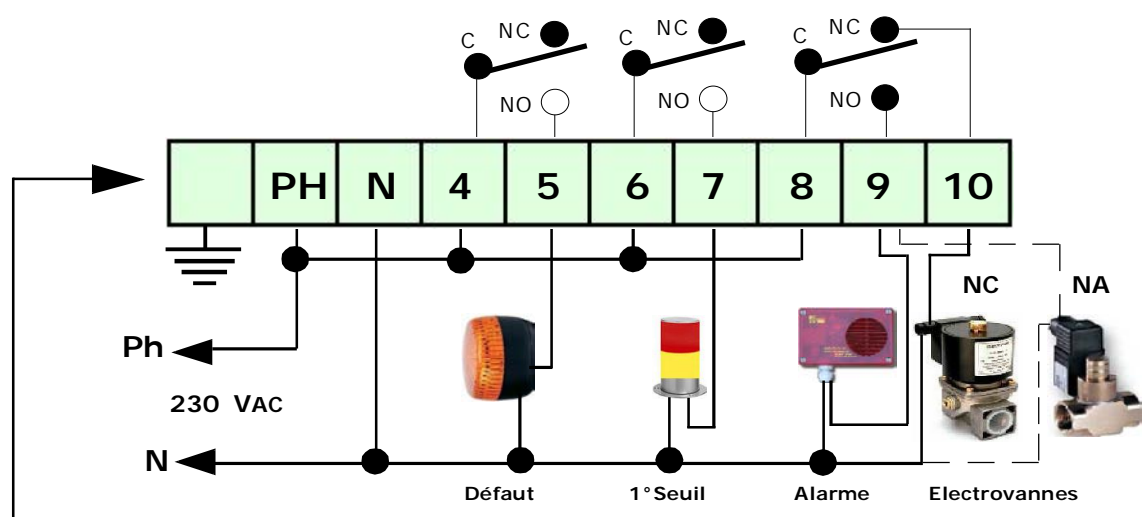 C NC C NC C NC
NO NO NO
PH N 4 5 6 7 8 9 10
NC NA
Ph
230 VAC
N
Défaut 1°Seuil Alarme Electrovannes